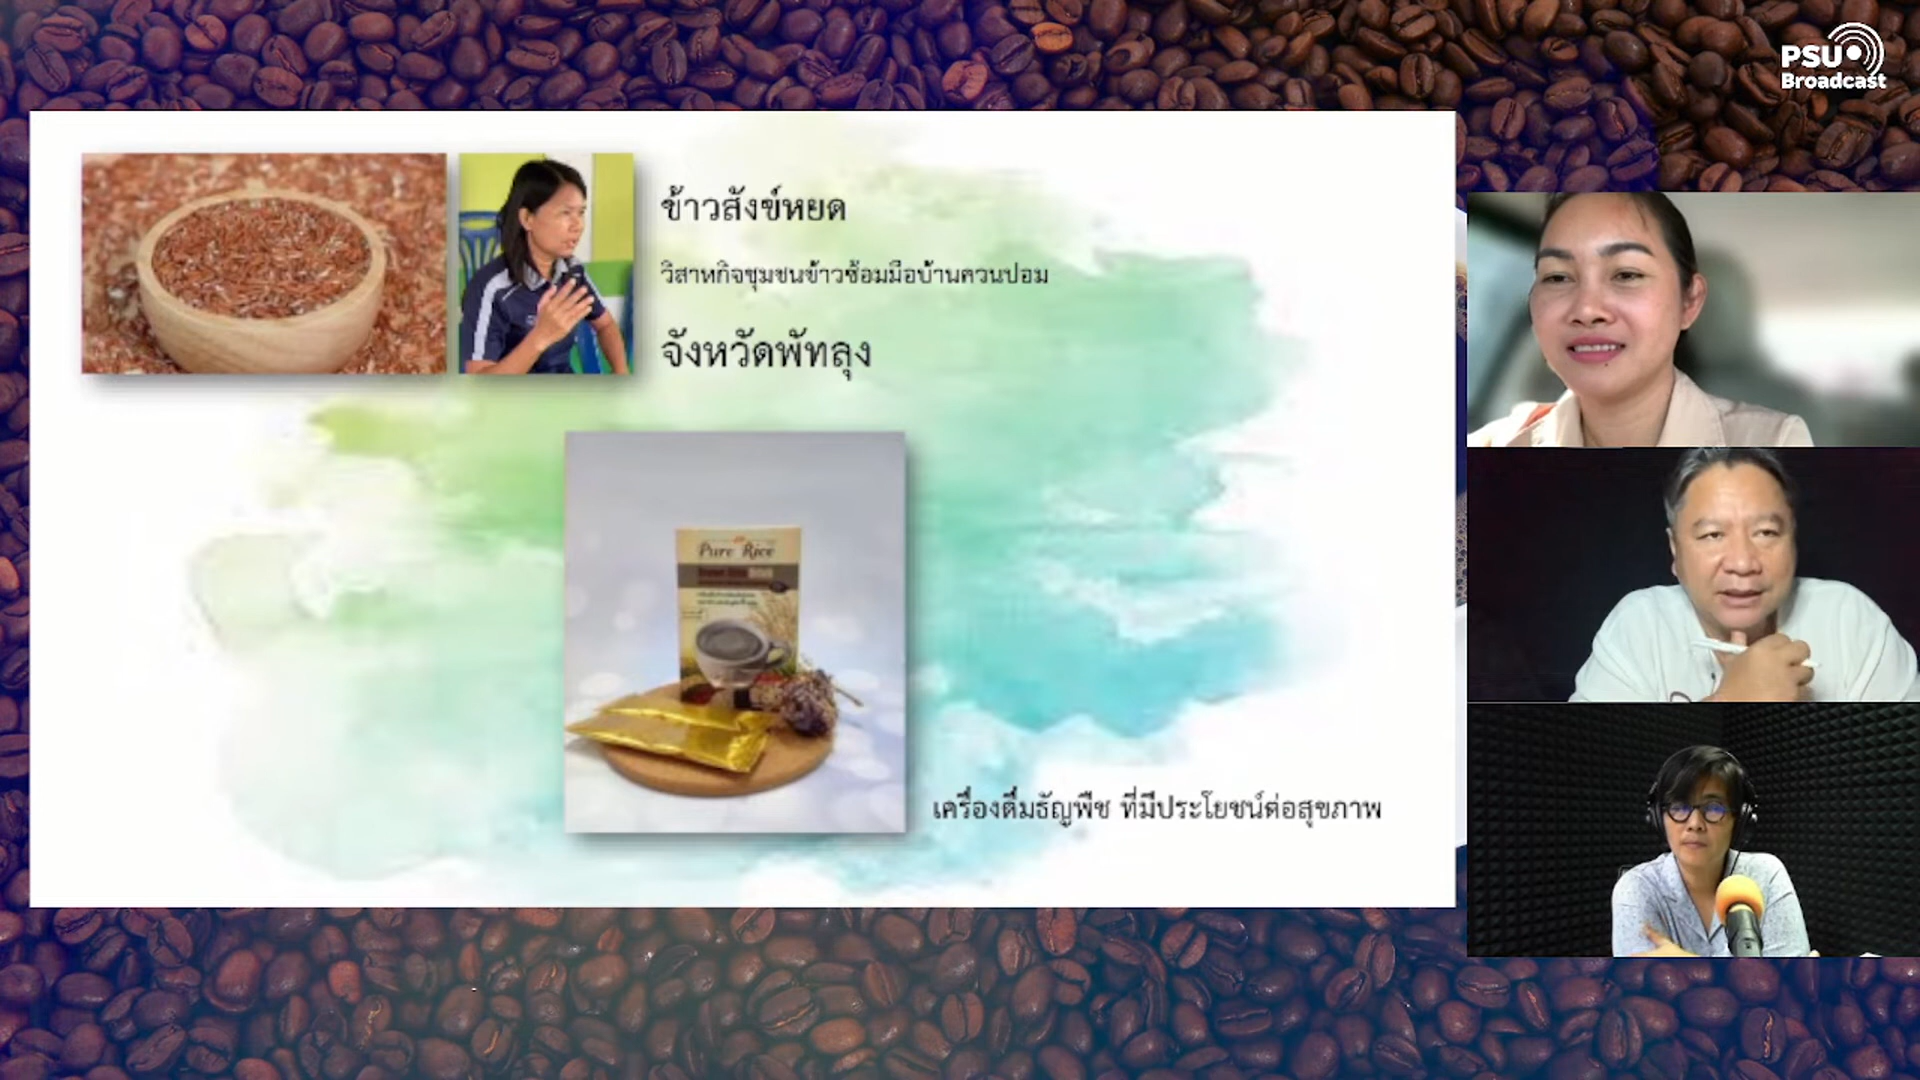 PSU
Broadcast
ข้าวสังข์หยด
วิสาหกิจชุมชนข้าวซ้อมมือบ้านควนปอม
จังหวัดพัทลุง
Pure Rice
เครื่องดื่มธัญพืช ที่มีประโยชน์ต่อสุขภาพ